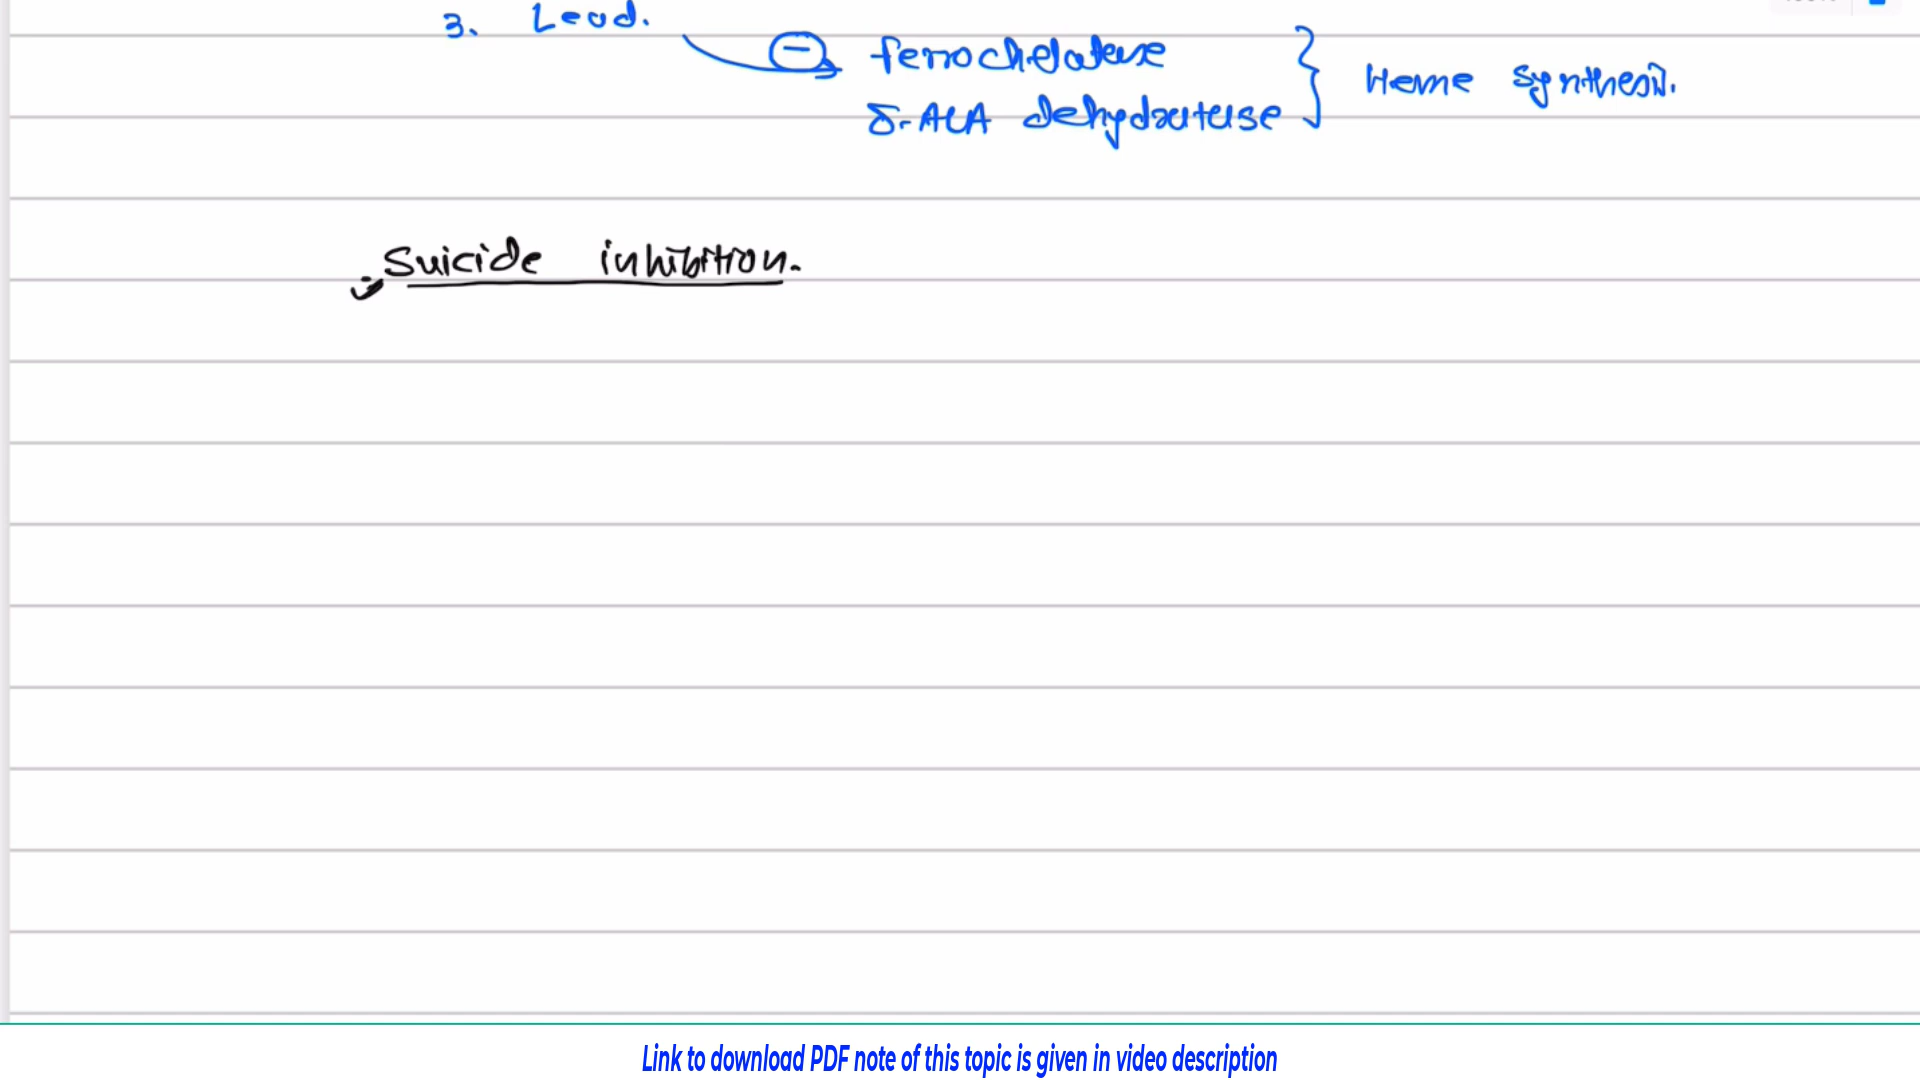 3. Lead.
⊖ ferrochelatase
δ-ALA dehydratase } Heme synthesis.
Suicide inhibition.
Link to download PDF note of this topic is given in video description